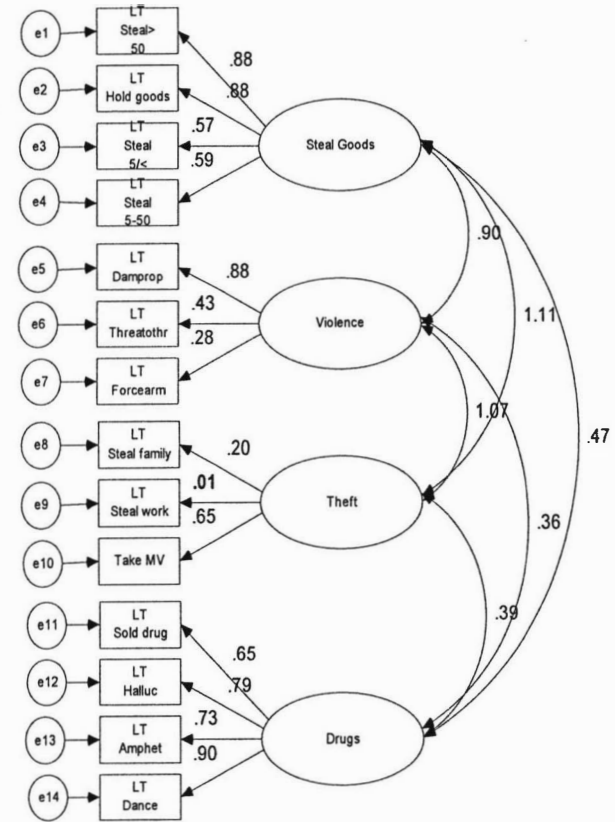 e1
LT
Steal>
50
.88
e2
LT
Hold goods
.88
e3
LT
Steal
5/<
.57
e4
LT
Steal
5-50
.59
Steal Goods
e5
LT
Damprop
.88
e6
LT
Threatothr
.43
e7
LT
Forcearm
.28
Violence
e8
LT
Steal family
.20
e9
LT
Steal work
.01
e10
Take MV
.65
Theft
e11
LT
Sold drug
.65
e12
LT
Halluc
.79
e13
LT
Amphet
.73
e14
LT
Dance
.90
Drugs
.90
1.11
1.07
.47
.36
.39